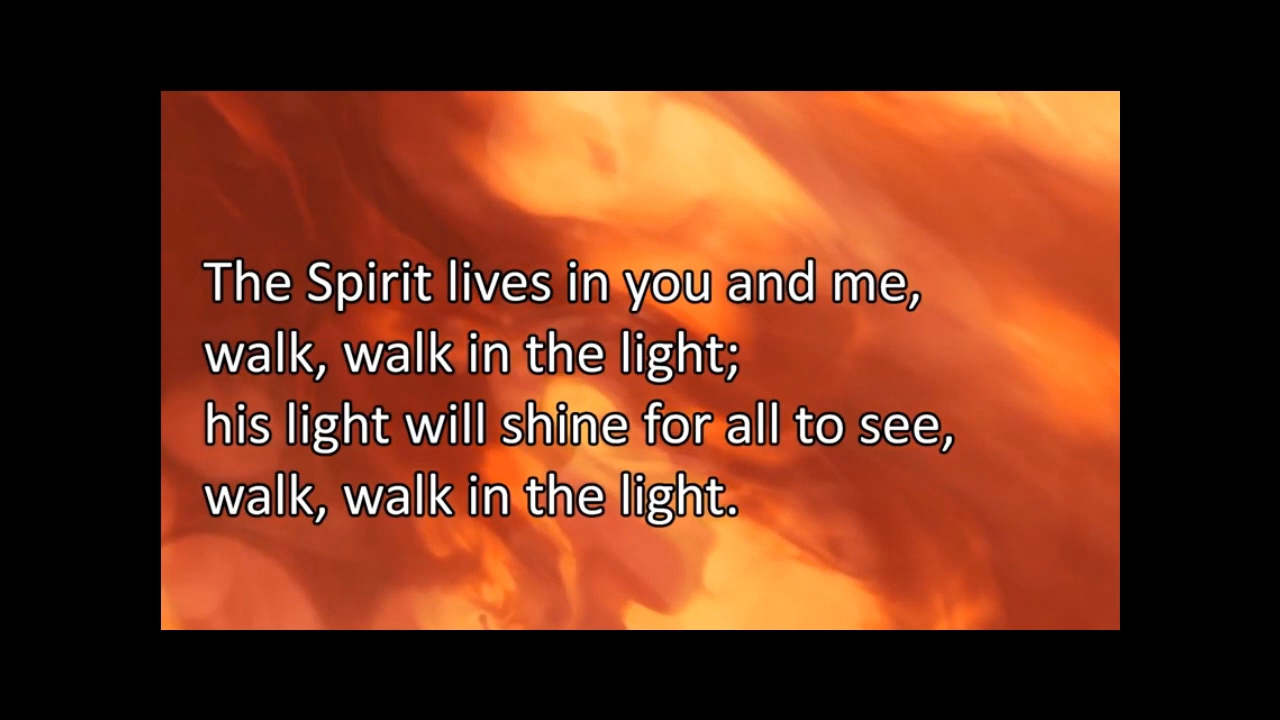 The Spirit lives in you and me,
walk, walk in the light;
his light will shine for all to see,
walk, walk in the light.